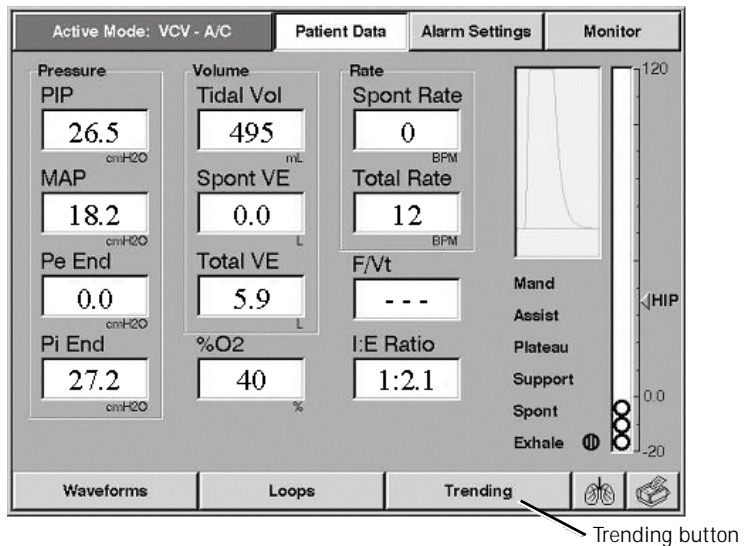 Active Mode: VCV - A/C
Patient Data
Alarm Settings
Monitor
Pressure
PIP
26.5
cmH2O
MAP
18.2
cmH2O
Pe End
0.0
cmH2O
Pi End
27.2
cmH2O
Volume
Tidal Vol
495
mL
Spont VE
0.0
L
Total VE
5.9
L
%O2
40
%
Rate
Spont Rate
0
BPM
Total Rate
12
BPM
F/Vt
- - -
I:E Ratio
1:2.1
Mand
Assist
Plateau
Support
Spont
Exhale
120
HIP
0.0
-20
Waveforms
Loops
Trending
Trending button